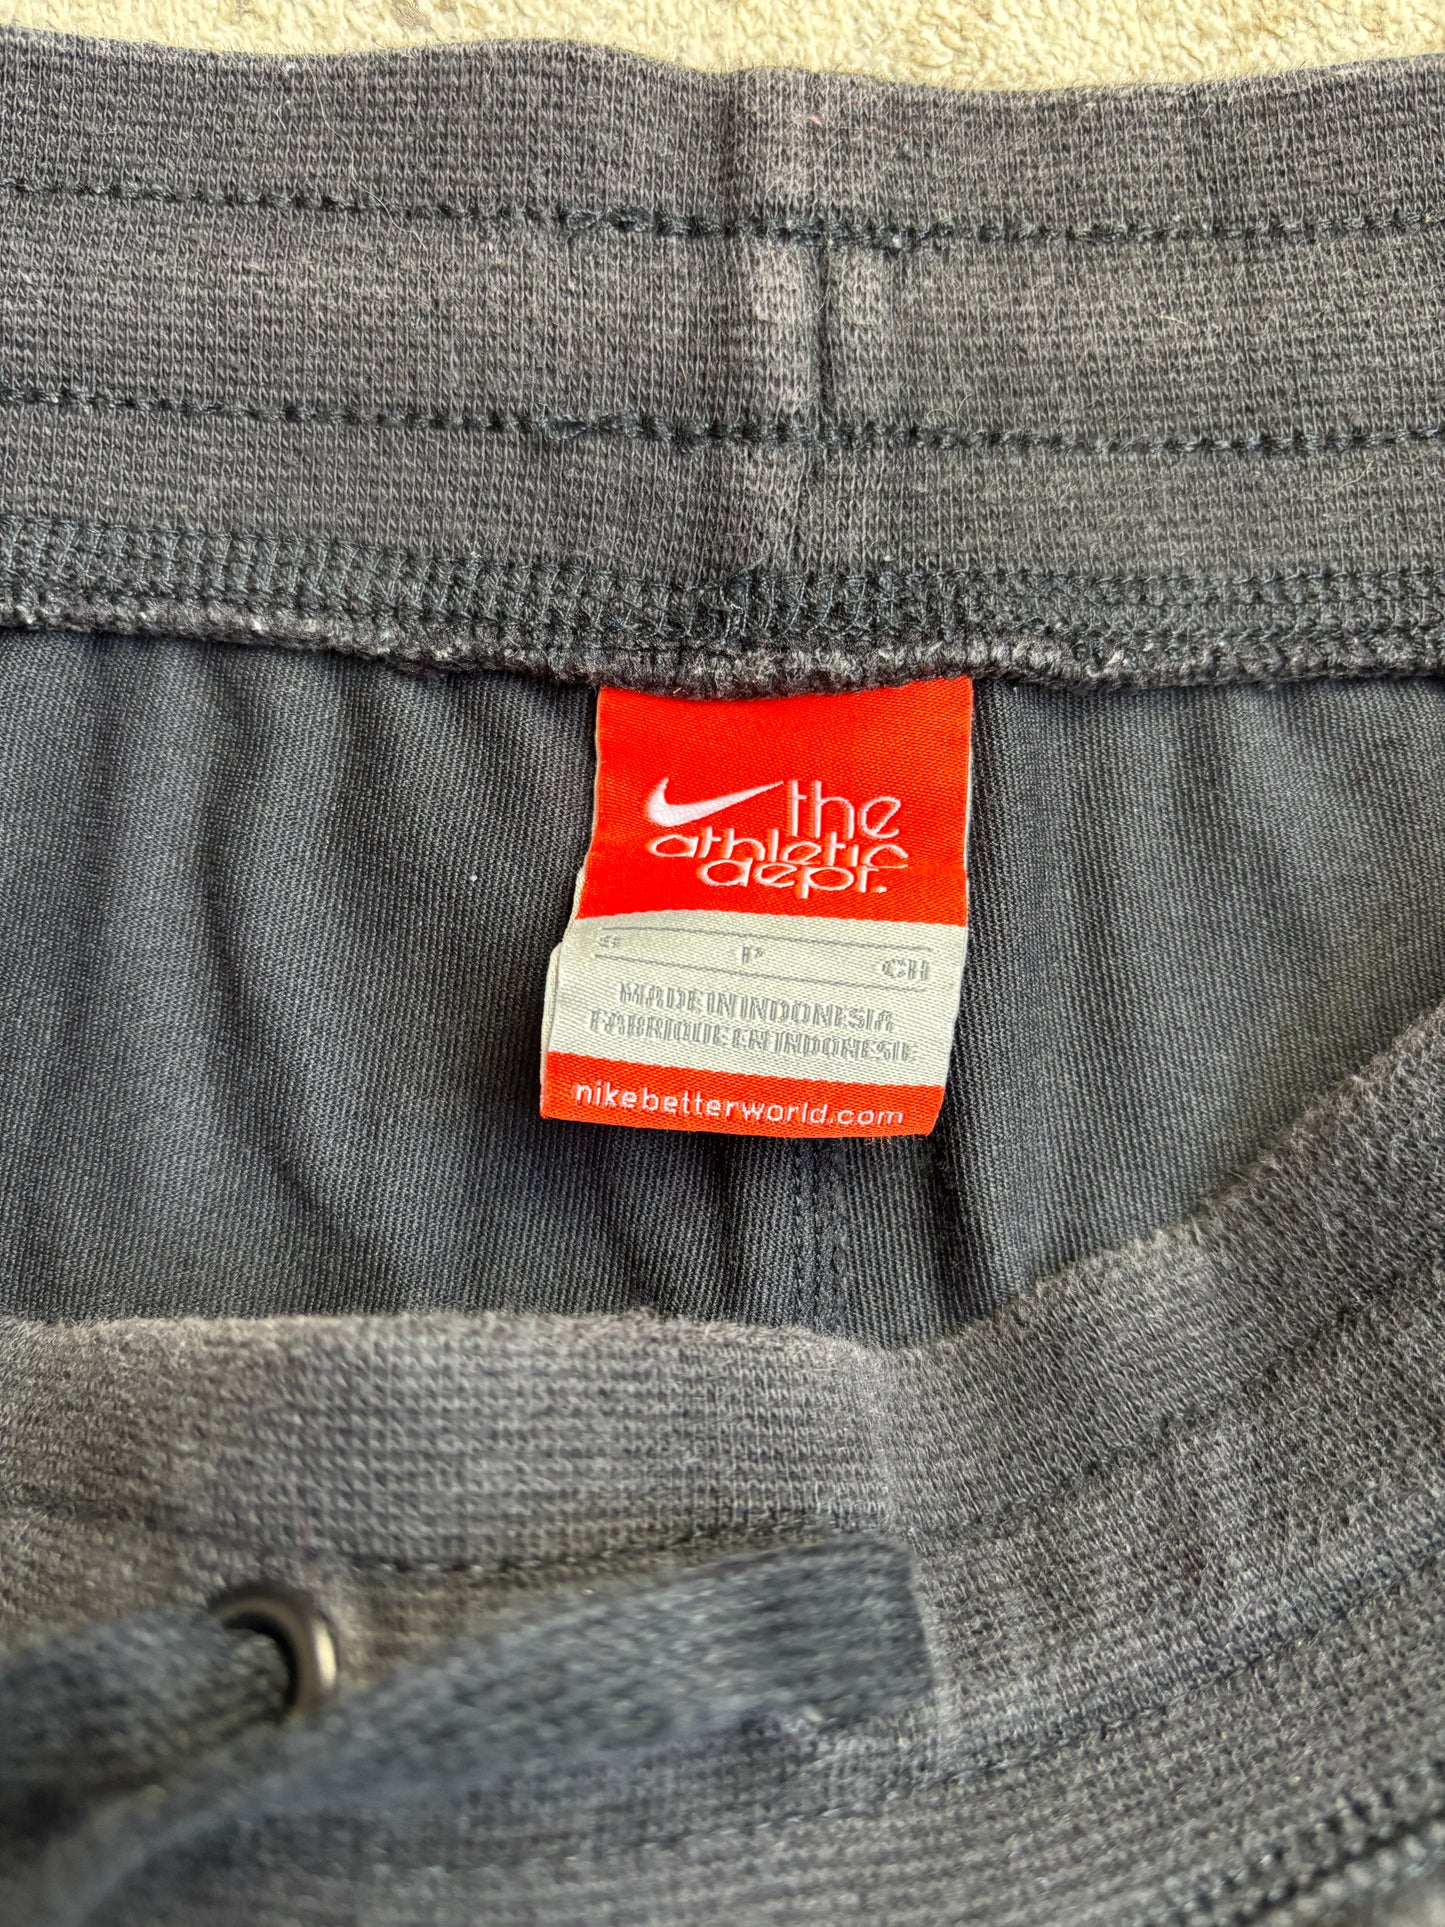 the
athletic
dept.
S P CH
MADE IN INDONESIA
FABRIQUE EN INDONESIE
nikebetterworld.com